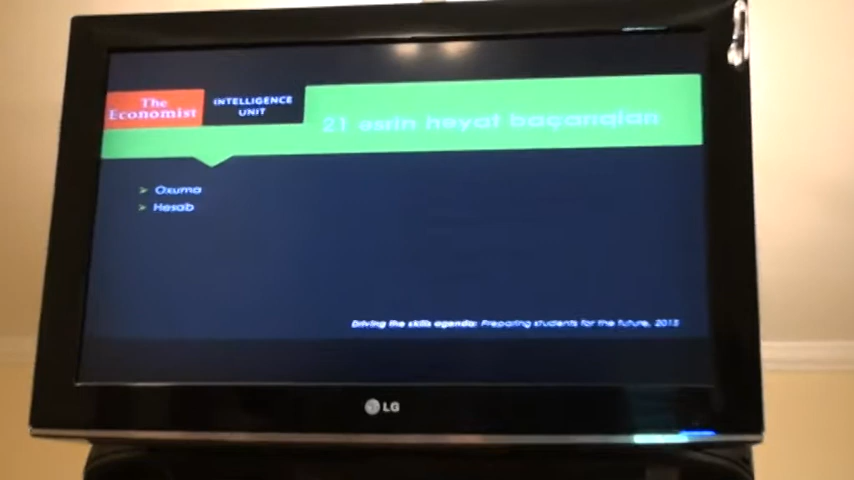 The
Economist
INTELLIGENCE
UNIT
21 əsrin həyat bacarıqları
➢ Oxuma
➢ Hesab
Driving the skills agenda: Preparing students for the future, 2015
LG